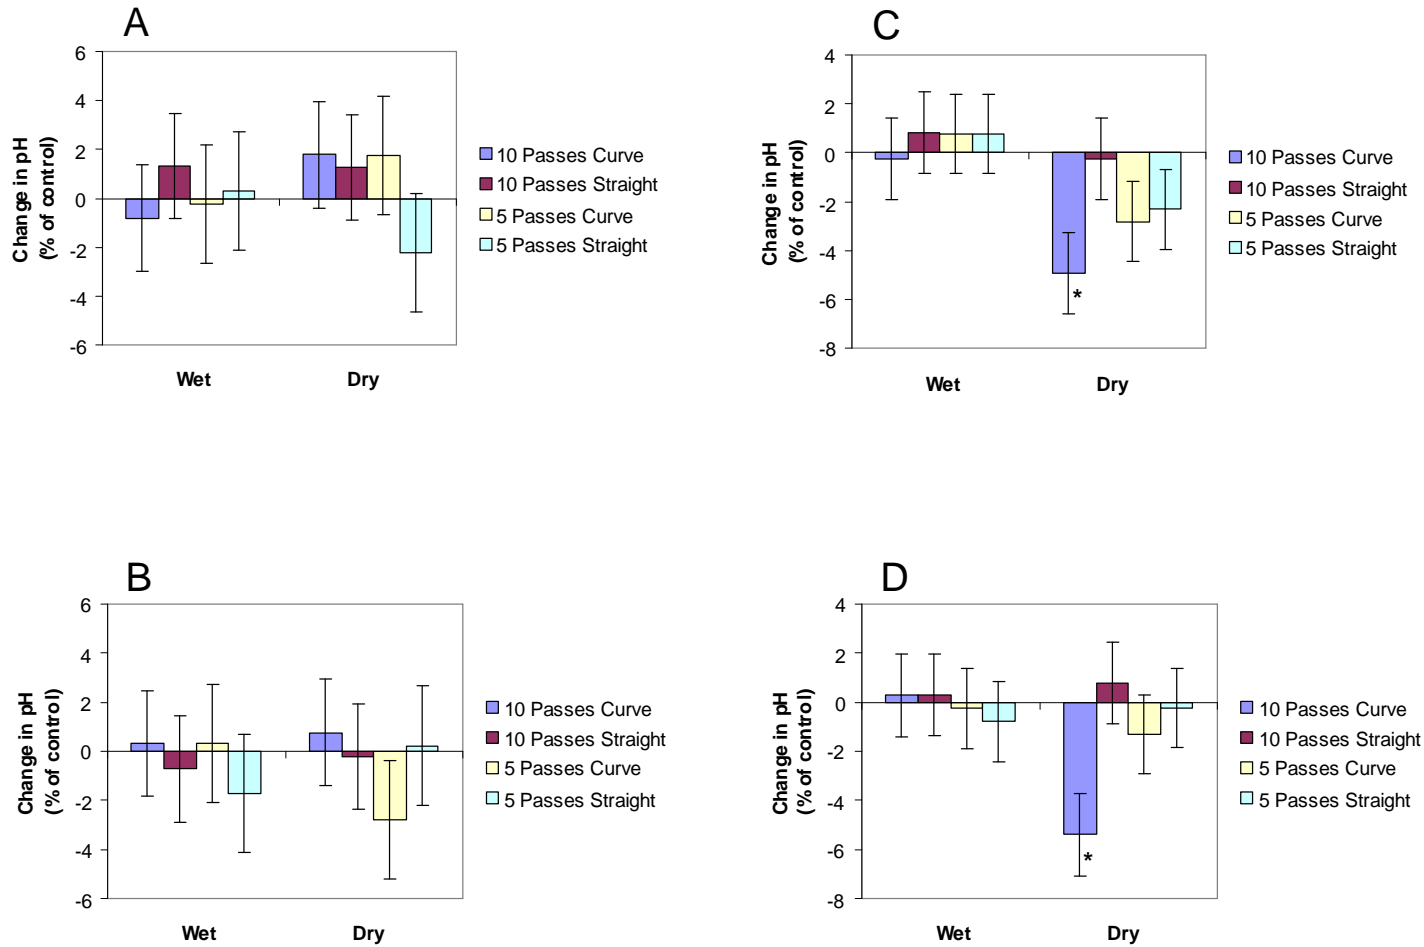 A
6
4
2
0
-2
-4
-6
Change in pH
(% of control)
Wet Dry
10 Passes Curve
10 Passes Straight
5 Passes Curve
5 Passes Straight
C
4
2
0
-2
-4
-6
-8
Change in pH
(% of control)
*
Wet Dry
10 Passes Curve
10 Passes Straight
5 Passes Curve
5 Passes Straight
B
6
4
2
0
-2
-4
-6
Change in pH
(% of control)
Wet Dry
10 Passes Curve
10 Passes Straight
5 Passes Curve
5 Passes Straight
D
4
2
0
-2
-4
-6
-8
Change in pH
(% of control)
*
Wet Dry
10 Passes Curve
10 Passes Straight
5 Passes Curve
5 Passes Straight